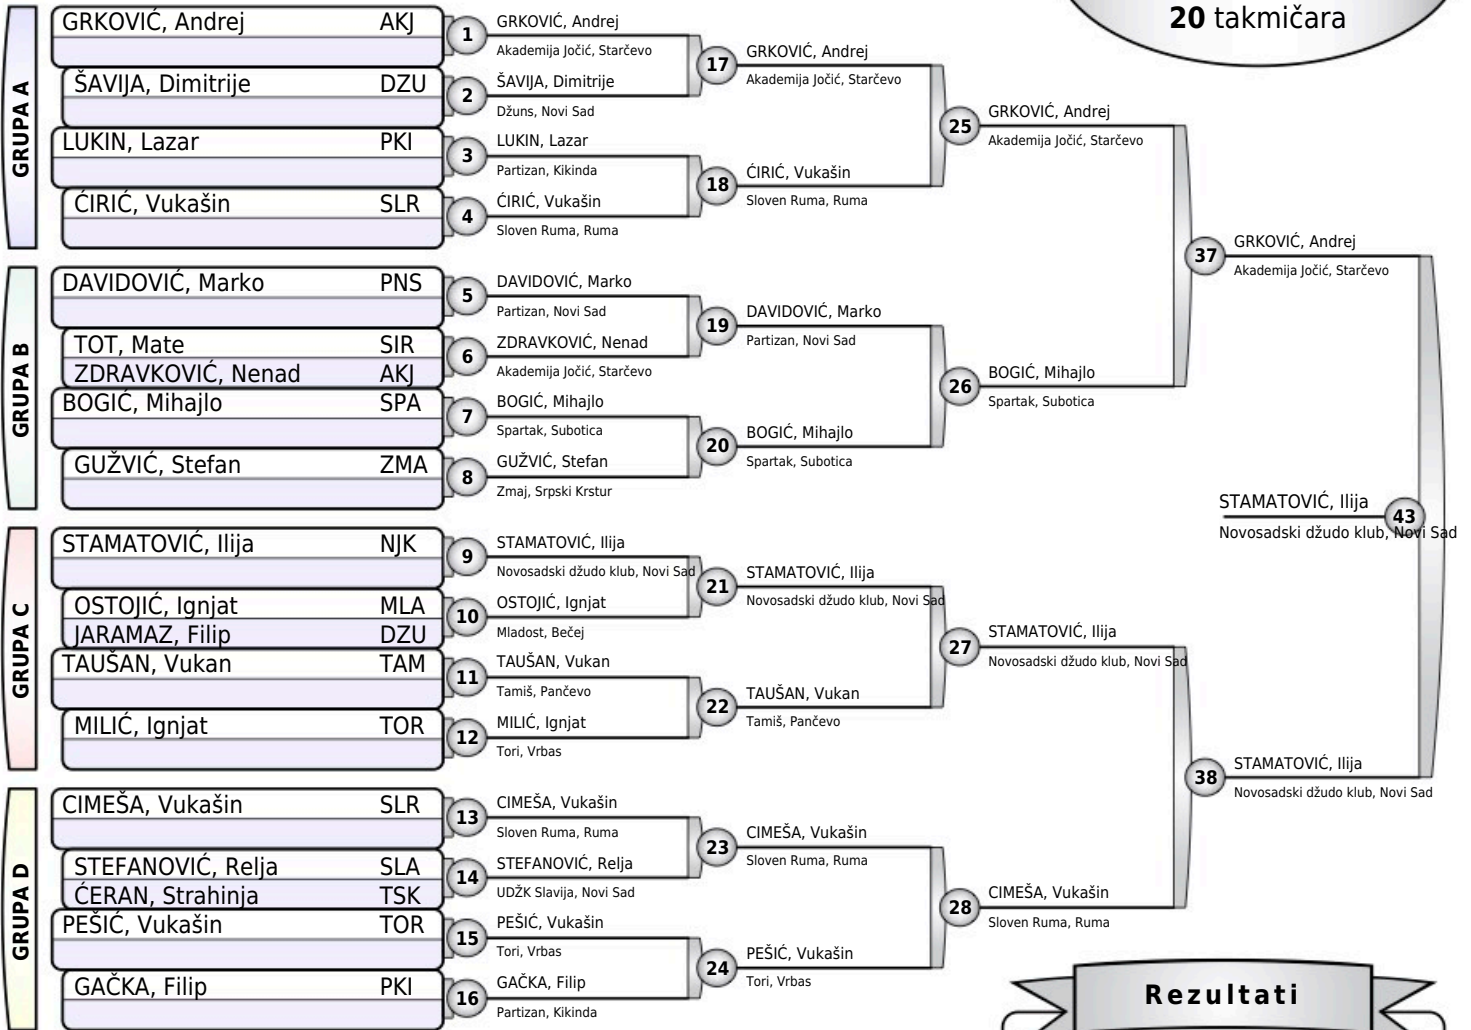 20 takmičara
GRUPA A
GRKOVIĆ, Andrej AKJ
ŠAVIJA, Dimitrije DZU
LUKIN, Lazar PKI
ĆIRIĆ, Vukašin SLR
GRUPA B
DAVIDOVIĆ, Marko PNS
TOT, Mate SIR
ZDRAVKOVIĆ, Nenad AKJ
BOGIĆ, Mihajlo SPA
GUŽVIĆ, Stefan ZMA
GRUPA C
STAMATOVIĆ, Ilija NJK
OSTOJIĆ, Ignjat MLA
JARAMAZ, Filip DZU
TAUŠAN, Vukan TAM
MILIĆ, Ignjat TOR
GRUPA D
CIMEŠA, Vukašin SLR
STEFANOVIĆ, Relja SLA
ĆERAN, Strahinja TSK
PEŠIĆ, Vukašin TOR
GAČKA, Filip PKI
1
GRKOVIĆ, Andrej
Akademija Jočić, Starčevo
2
ŠAVIJA, Dimitrije
Džuns, Novi Sad
3
LUKIN, Lazar
Partizan, Kikinda
4
ĆIRIĆ, Vukašin
Sloven Ruma, Ruma
5
DAVIDOVIĆ, Marko
Partizan, Novi Sad
6
ZDRAVKOVIĆ, Nenad
Akademija Jočić, Starčevo
7
BOGIĆ, Mihajlo
Spartak, Subotica
8
GUŽVIĆ, Stefan
Zmaj, Srpski Krstur
9
STAMATOVIĆ, Ilija
Novosadski džudo klub, Novi Sad
10
OSTOJIĆ, Ignjat
Mladost, Bečej
11
TAUŠAN, Vukan
Tamiš, Pančevo
12
MILIĆ, Ignjat
Tori, Vrbas
13
CIMEŠA, Vukašin
Sloven Ruma, Ruma
14
STEFANOVIĆ, Relja
UDŽK Slavija, Novi Sad
15
PEŠIĆ, Vukašin
Tori, Vrbas
16
GAČKA, Filip
Partizan, Kikinda
17
GRKOVIĆ, Andrej
Akademija Jočić, Starčevo
18
ĆIRIĆ, Vukašin
Sloven Ruma, Ruma
19
DAVIDOVIĆ, Marko
Partizan, Novi Sad
20
BOGIĆ, Mihajlo
Spartak, Subotica
21
STAMATOVIĆ, Ilija
Novosadski džudo klub, Novi Sad
22
TAUŠAN, Vukan
Tamiš, Pančevo
23
CIMEŠA, Vukašin
Sloven Ruma, Ruma
24
PEŠIĆ, Vukašin
Tori, Vrbas
25
GRKOVIĆ, Andrej
Akademija Jočić, Starčevo
26
BOGIĆ, Mihajlo
Spartak, Subotica
27
STAMATOVIĆ, Ilija
Novosadski džudo klub, Novi Sad
28
CIMEŠA, Vukašin
Sloven Ruma, Ruma
37
GRKOVIĆ, Andrej
Akademija Jočić, Starčevo
38
STAMATOVIĆ, Ilija
Novosadski džudo klub, Novi Sad
STAMATOVIĆ, Ilija
43
Novosadski džudo klub, Novi Sad
Rezultati